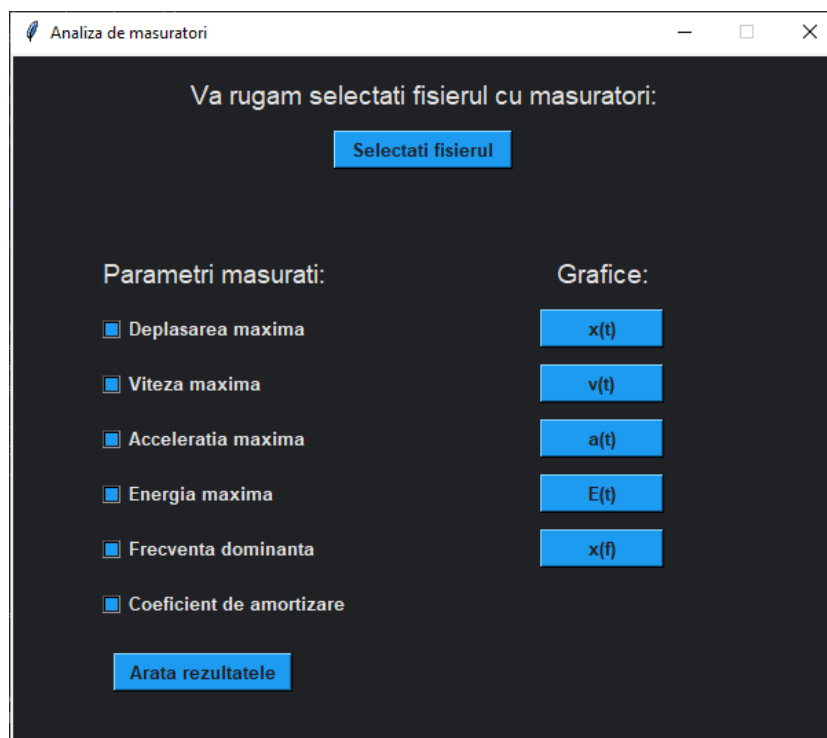 Analiza de masuratori
Va rugam selectati fisierul cu masuratori:
Selectati fisierul
Parametri masurati:
Grafice:
Deplasarea maxima
x(t)
Viteza maxima
v(t)
Acceleratia maxima
a(t)
Energia maxima
E(t)
Frecventa dominanta
x(f)
Coeficient de amortizare
Arata rezultatele